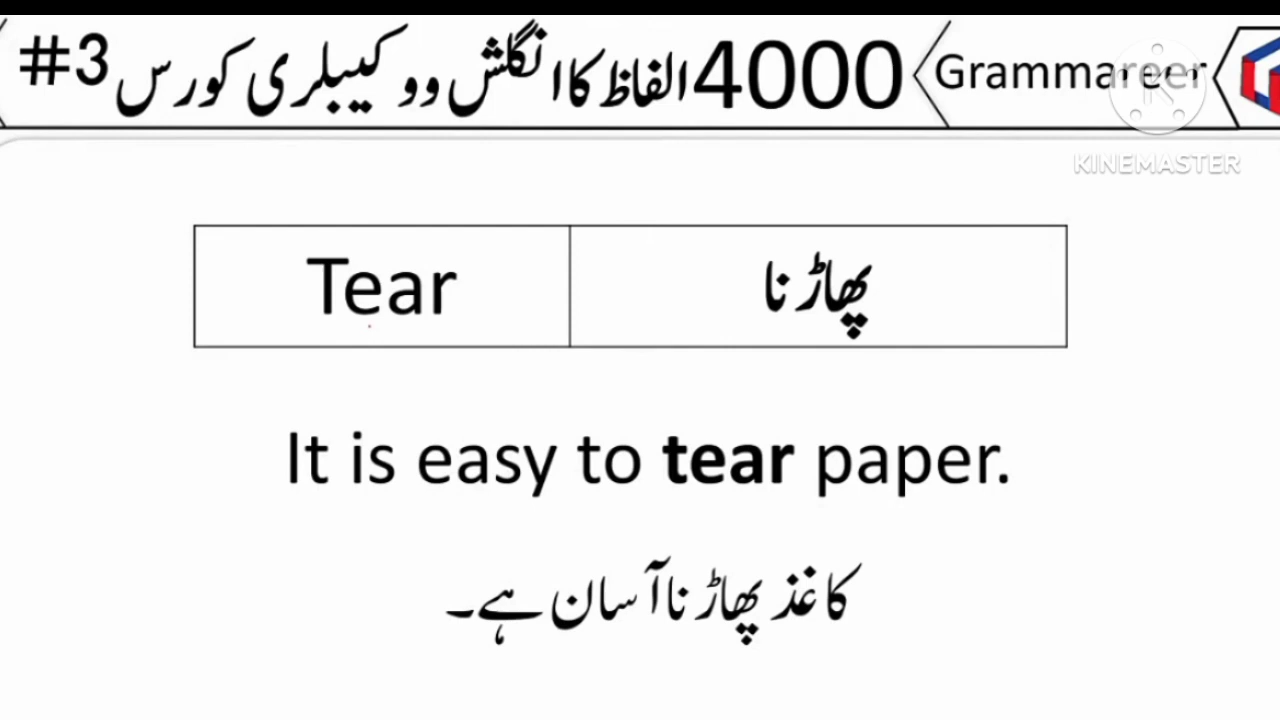 4000 الفاظ کا انگلش ووکیبلری کورس #3
Grammareer
KINEMASTER
Tear
پھاڑنا
It is easy to tear paper.
کاغذ پھاڑنا آسان ہے۔